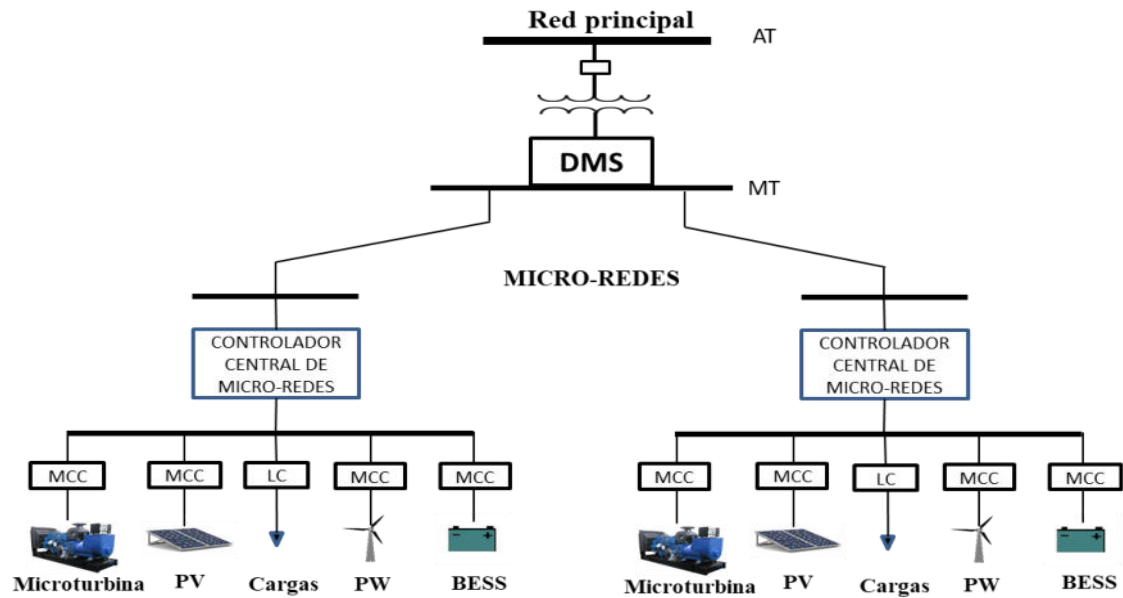 Red principal
AT
DMS
MT
MICRO-REDES
CONTROLADOR
CENTRAL DE
MICRO-REDES
CONTROLADOR
CENTRAL DE
MICRO-REDES
MCC
MCC
LC
MCC
MCC
MCC
MCC
LC
MCC
MCC
Microturbina
PV
Cargas
PW
BESS
Microturbina
PV
Cargas
PW
BESS